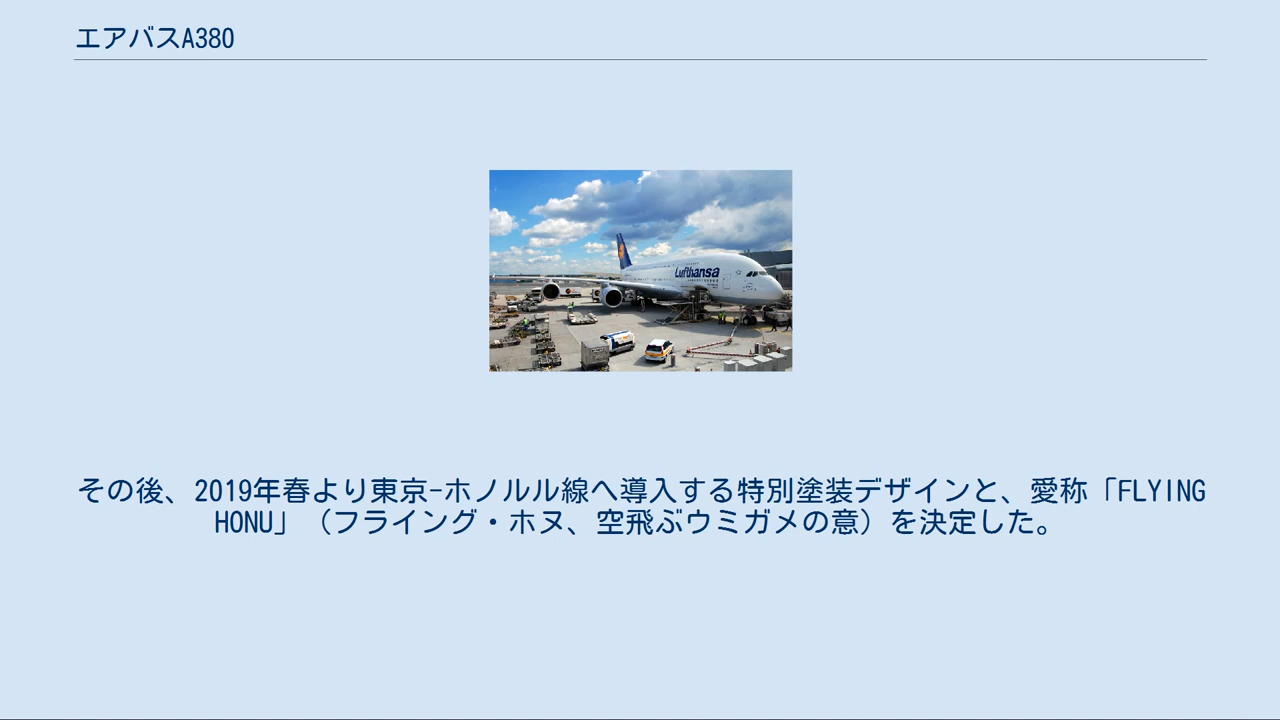 エアバスA380
Lufthansa
その後、2019年春より東京-ホノルル線へ導入する特別塗装デザインと、愛称「FLYING
HONU」（フライング・ホヌ、空飛ぶウミガメの意）を決定した。